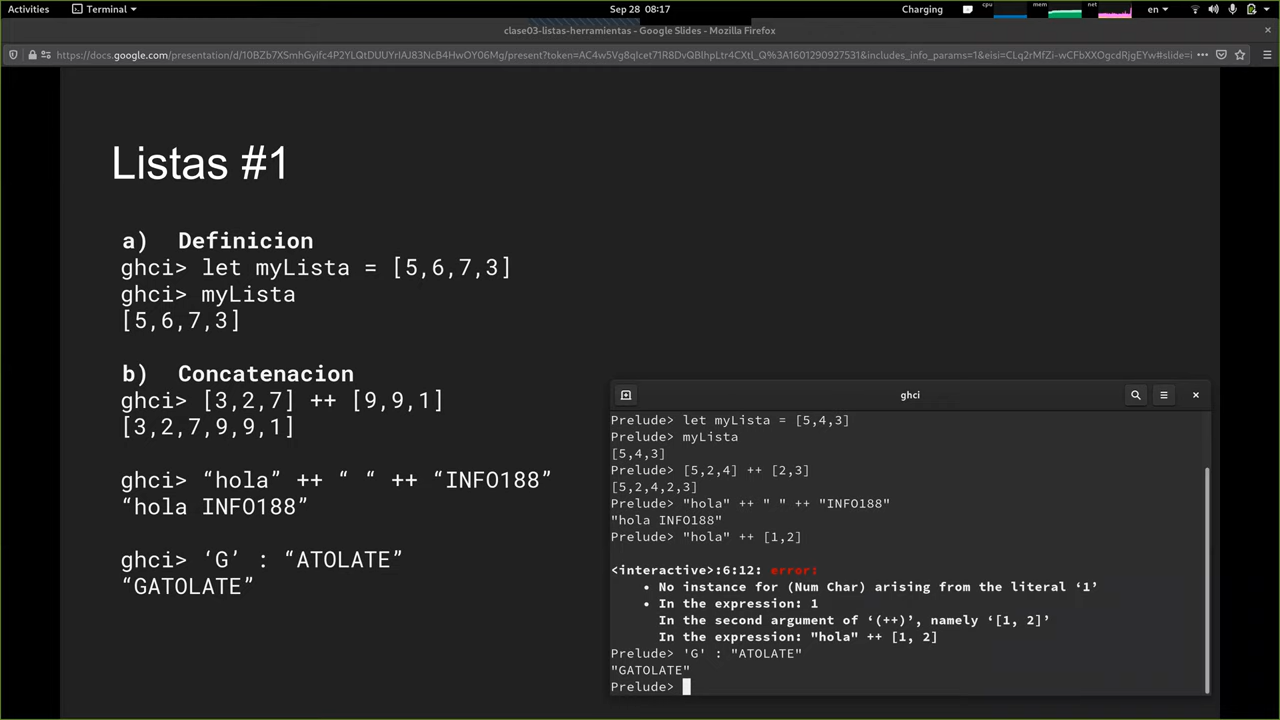 Activities
Terminal
Sep 28 08:17
Charging
cpu
mem
net
en
clase03-listas-herramientas - Google Slides - Mozilla Firefox
Listas #1
a) Definicion
ghci> let myLista = [5,6,7,3]
ghci> myLista
[5,6,7,3]
b) Concatenacion
ghci> [3,2,7] ++ [9,9,1]
[3,2,7,9,9,1]
ghci> “hola” ++ “ “ ++ “INFO188”
“hola INFO188”
ghci> ‘G’ : “ATOLATE”
“GATOLATE”
ghci
Prelude> let myLista = [5,4,3]
Prelude> myLista
[5,4,3]
Prelude> [5,2,4] ++ [2,3]
[5,2,4,2,3]
Prelude> "hola" ++ " " ++ "INFO188"
"hola INFO188"
Prelude> "hola" ++ [1,2]
<interactive>:6:12: error:
• No instance for (Num Char) arising from the literal ‘1’
• In the expression: 1
In the second argument of ‘(++)’, namely ‘[1, 2]’
In the expression: "hola" ++ [1, 2]
Prelude> 'G' : "ATOLATE"
"GATOLATE"
Prelude>